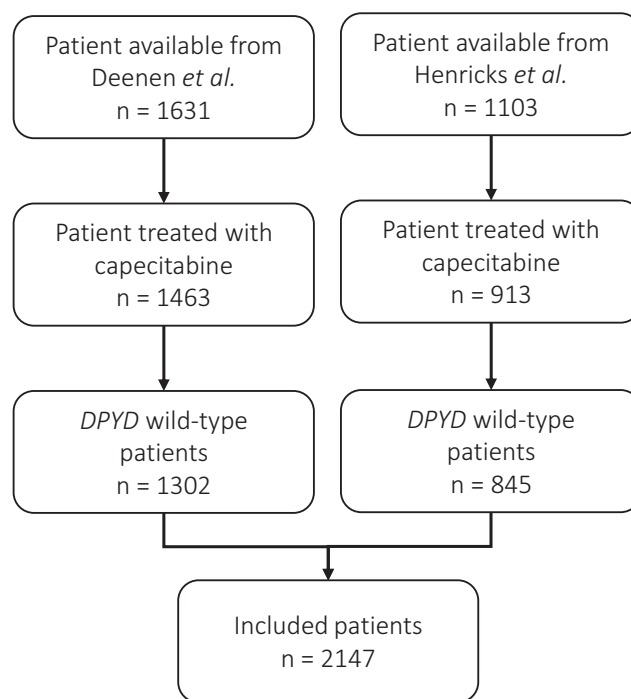 Patient available from
Deenen et al.
n = 1631
Patient available from
Henricks et al.
n = 1103
Patient treated with
capecitabine
n = 1463
Patient treated with
capecitabine
n = 913
DPYD wild-type
patients
n = 1302
DPYD wild-type
patients
n = 845
Included patients
n = 2147